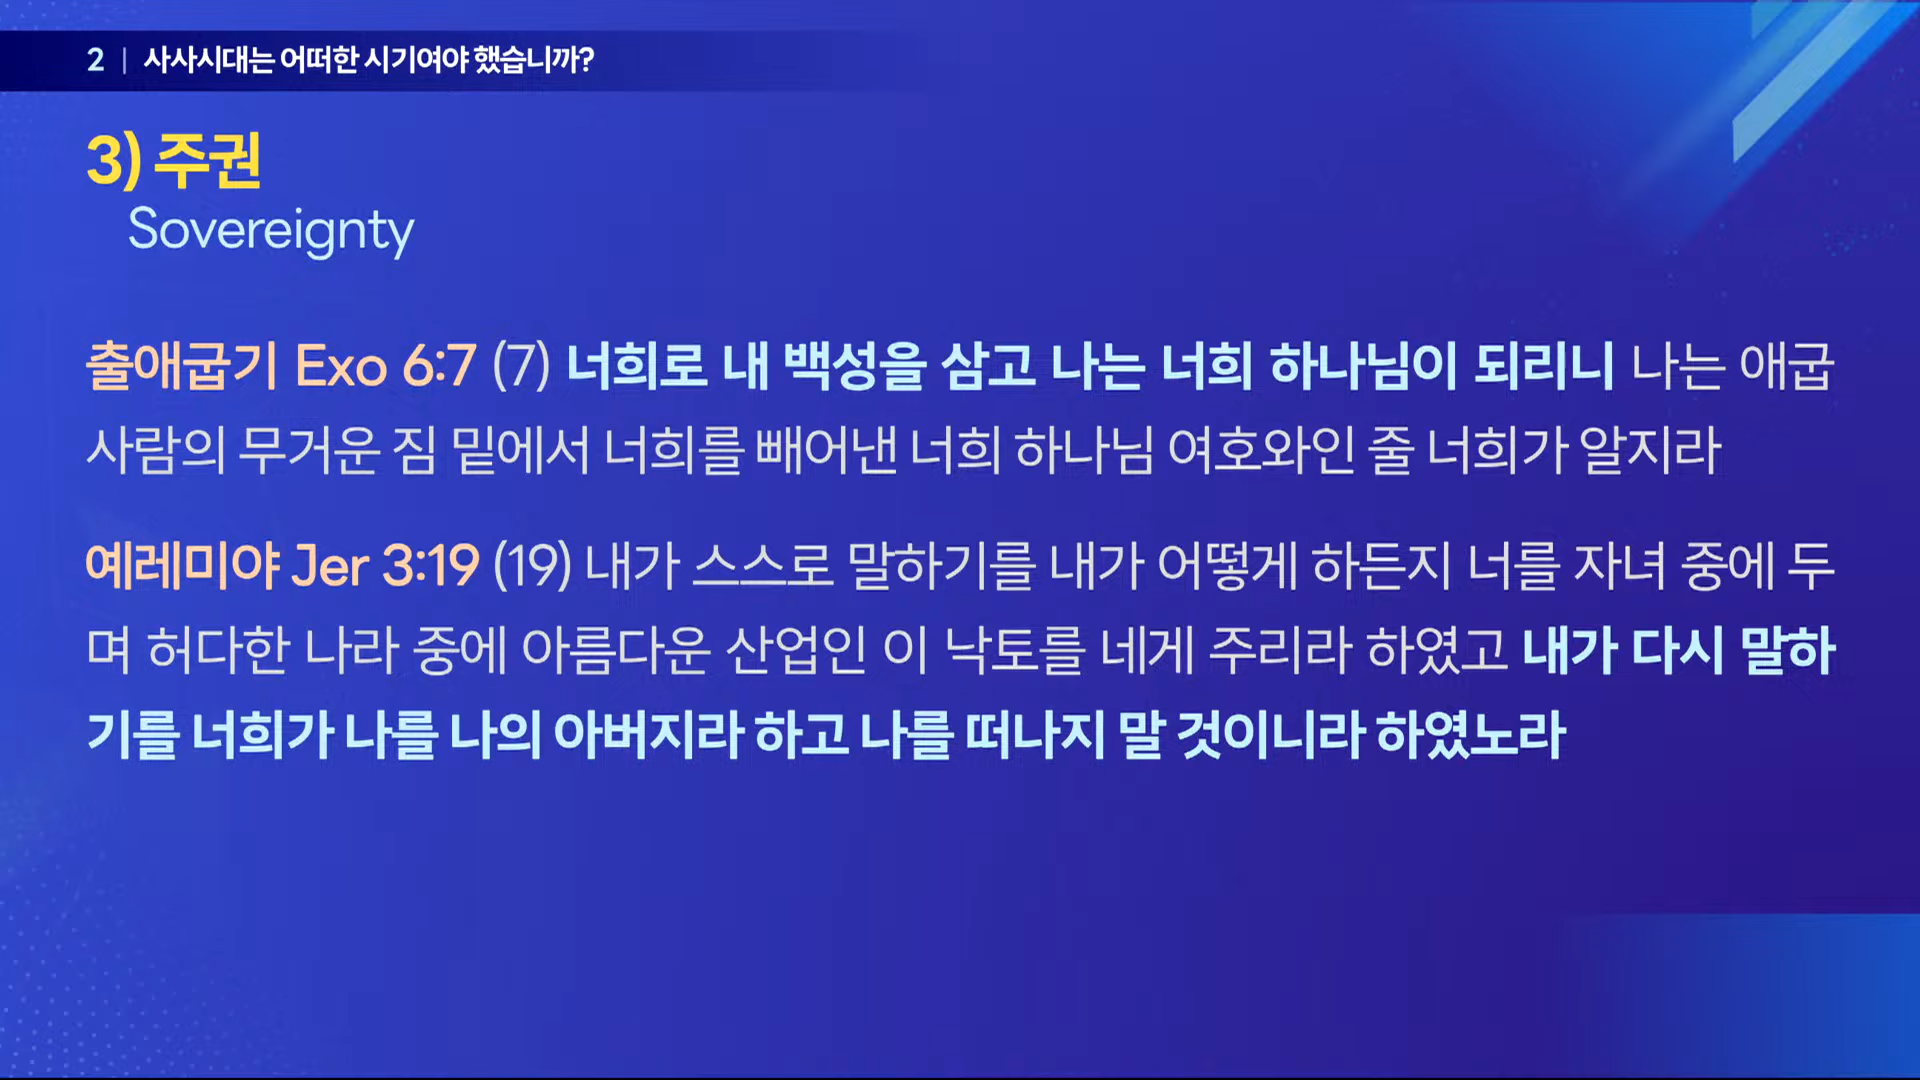 2 | 사사시대는 어떠한 시기여야 했습니까?
3) 주권
Sovereignty
출애굽기 Exo 6:7 (7) 너희로 내 백성을 삼고 나는 너희 하나님이 되리니 나는 애굽
사람의 무거운 짐 밑에서 너희를 빼어낸 너희 하나님 여호와인 줄 너희가 알지라
예레미야 Jer 3:19 (19) 내가 스스로 말하기를 내가 어떻게 하든지 너를 자녀 중에 두
며 허다한 나라 중에 아름다운 산업인 이 낙토를 네게 주리라 하였고 내가 다시 말하
기를 너희가 나를 나의 아버지라 하고 나를 떠나지 말 것이니라 하였노라